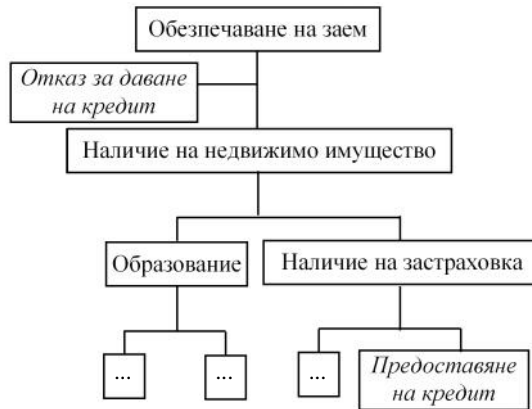 Обезпечаване на заем
Отказ за даване
на кредит
Наличие на недвижимо имущество
Образование
Наличие на застраховка
...
...
...
Предоставяне
на кредит